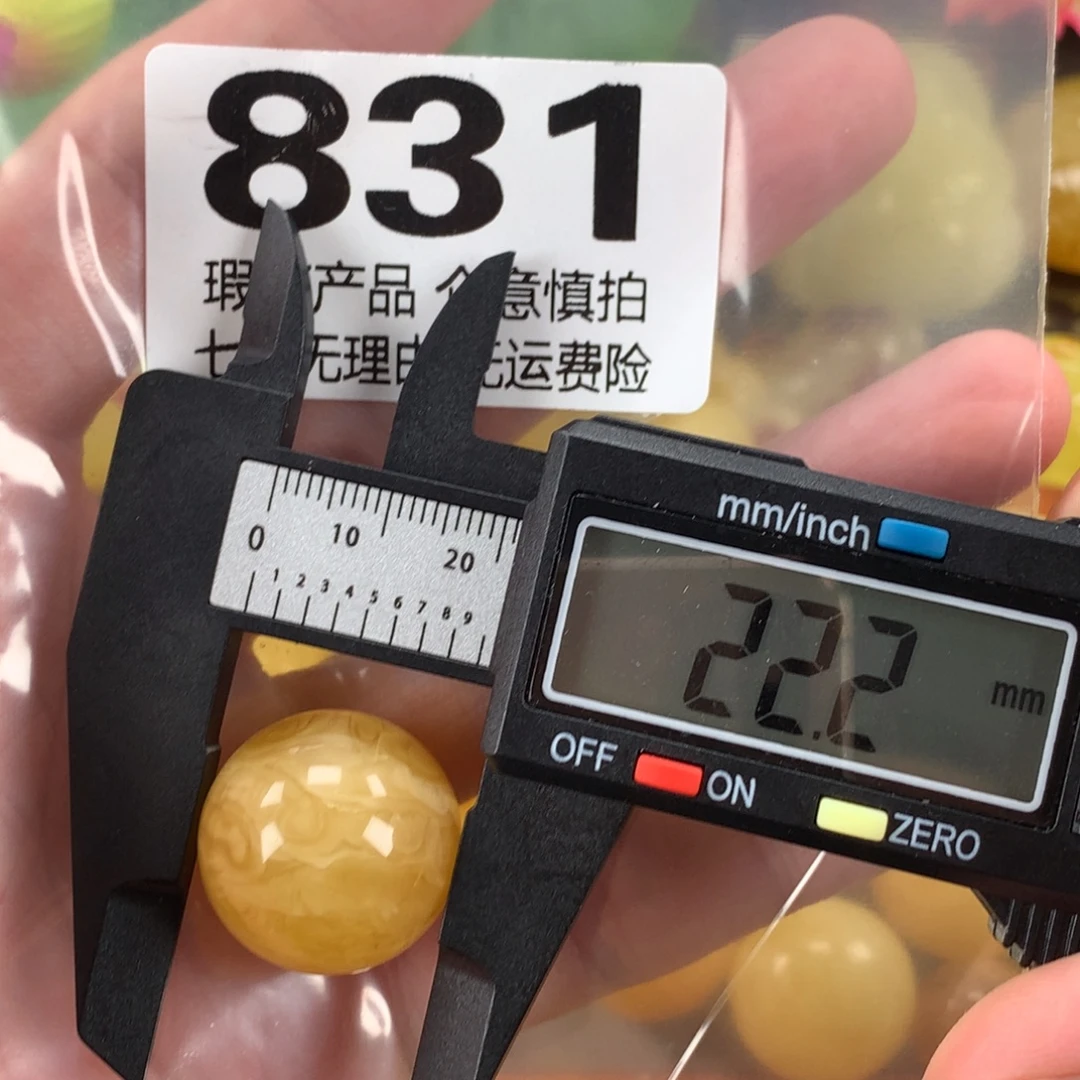 831
瑕 产品 意慎拍
七 无理由 无运费险
mm/inch
0 10 20
1 2 3 4 5 6 7 8 9
22.2 mm
OFF ON ZERO